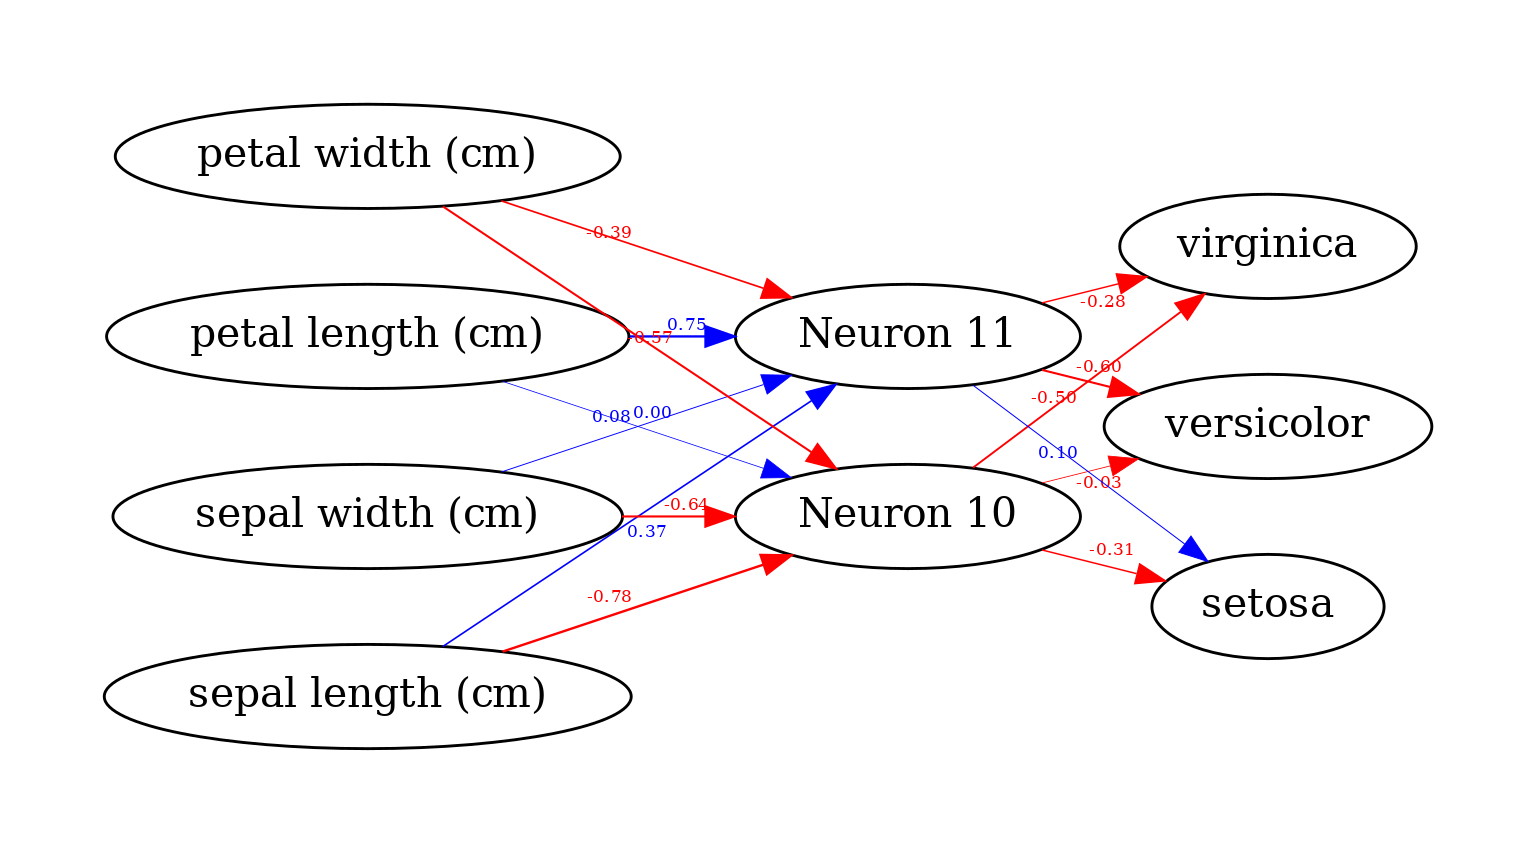 petal width (cm)
-0.39
virginica
-0.28
petal length (cm)
0.75
-0.57
Neuron 11
-0.60
-0.50
0.08
0.00
versicolor
0.10
-0.03
sepal width (cm)
-0.64
0.37
Neuron 10
-0.31
setosa
-0.78
sepal length (cm)